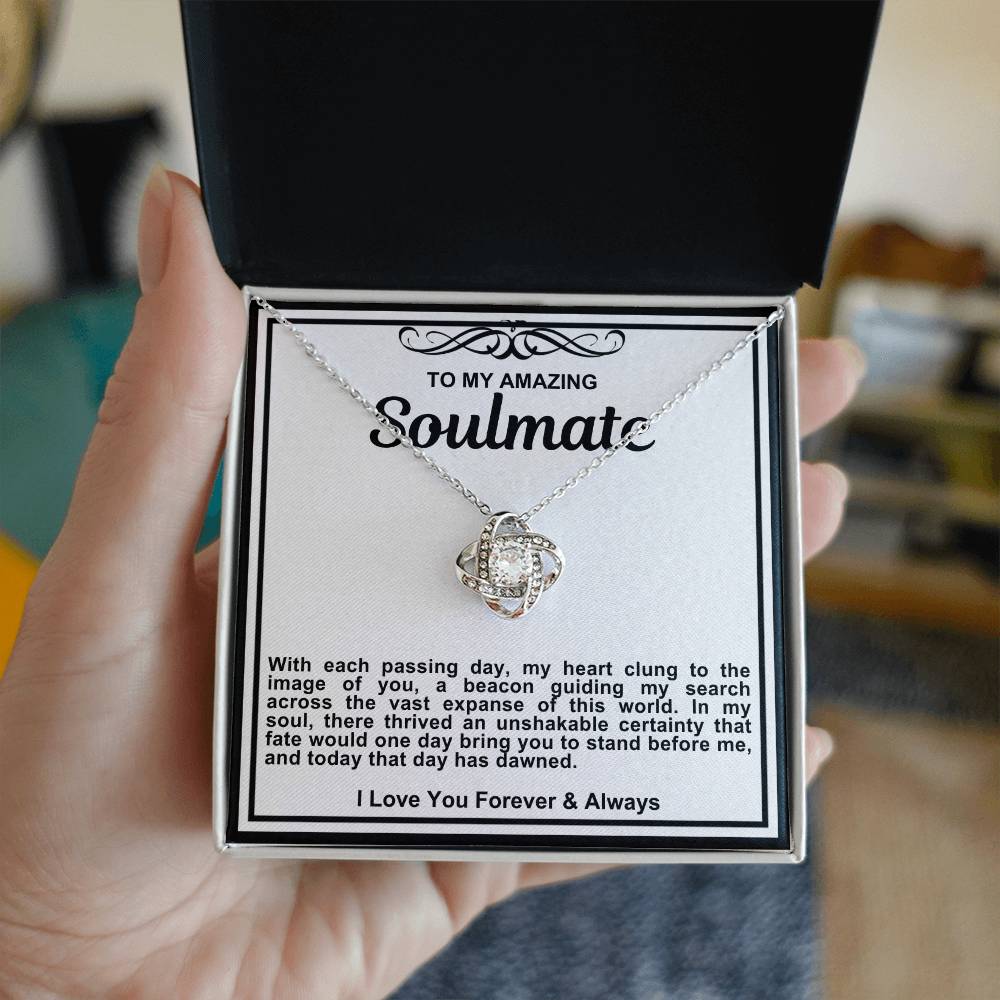 TO MY AMAZING
Soulmate
With each passing day, my heart clung to the
image of you, a beacon guiding my search
across the vast expanse of this world. In my
soul, there thrived an unshakable certainty that
fate would one day bring you to stand before me,
and today that day has dawned.
I Love You Forever & Always